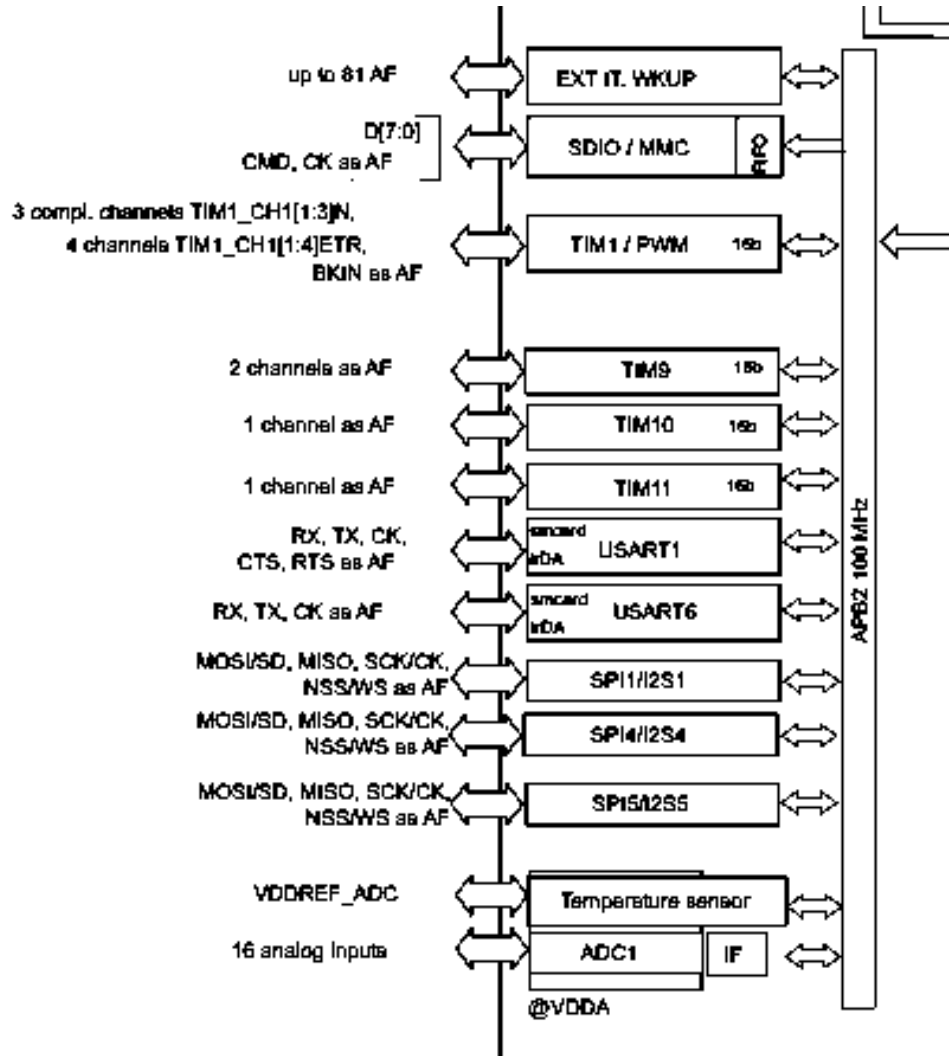 up to 81 AF
EXT IT. WKUP
D[7:0]
CMD, CK as AF
SDIO / MMC
FIFO
3 compl. channels TIM1_CH1[1:3]N,
4 channels TIM1_CH1[1:4]ETR,
BKIN as AF
TIM1 / PWM
16b
2 channels as AF
TIM9
16b
1 channel as AF
TIM10
16b
1 channel as AF
TIM11
16b
RX, TX, CK,
CTS, RTS as AF
smcard
irDA
USART1
RX, TX, CK as AF
smcard
irDA
USART6
MOSI/SD, MISO, SCK/CK,
NSS/WS as AF
SPI1/I2S1
MOSI/SD, MISO, SCK/CK,
NSS/WS as AF
SPI4/I2S4
MOSI/SD, MISO, SCK/CK,
NSS/WS as AF
SPI5/I2S5
APB2 100 MHz
VDDREF_ADC
Temperature sensor
16 analog inputs
ADC1
IF
@VDDA